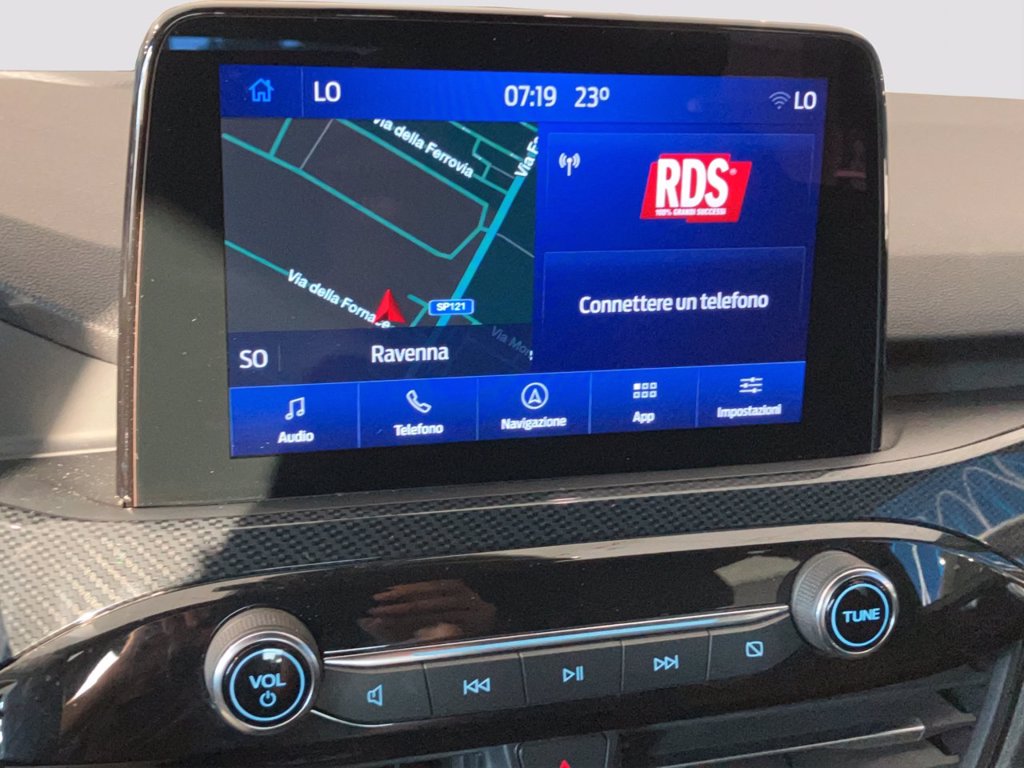 LO
07:19 23º
LO
Via della Ferrovia
RDS®
100% GRANDI SUCCESSI
Via della Fornace
SP121
Connettere un telefono
SO
Ravenna
Audio
Telefono
Navigazione
App
Impostazioni
VOL
TUNE